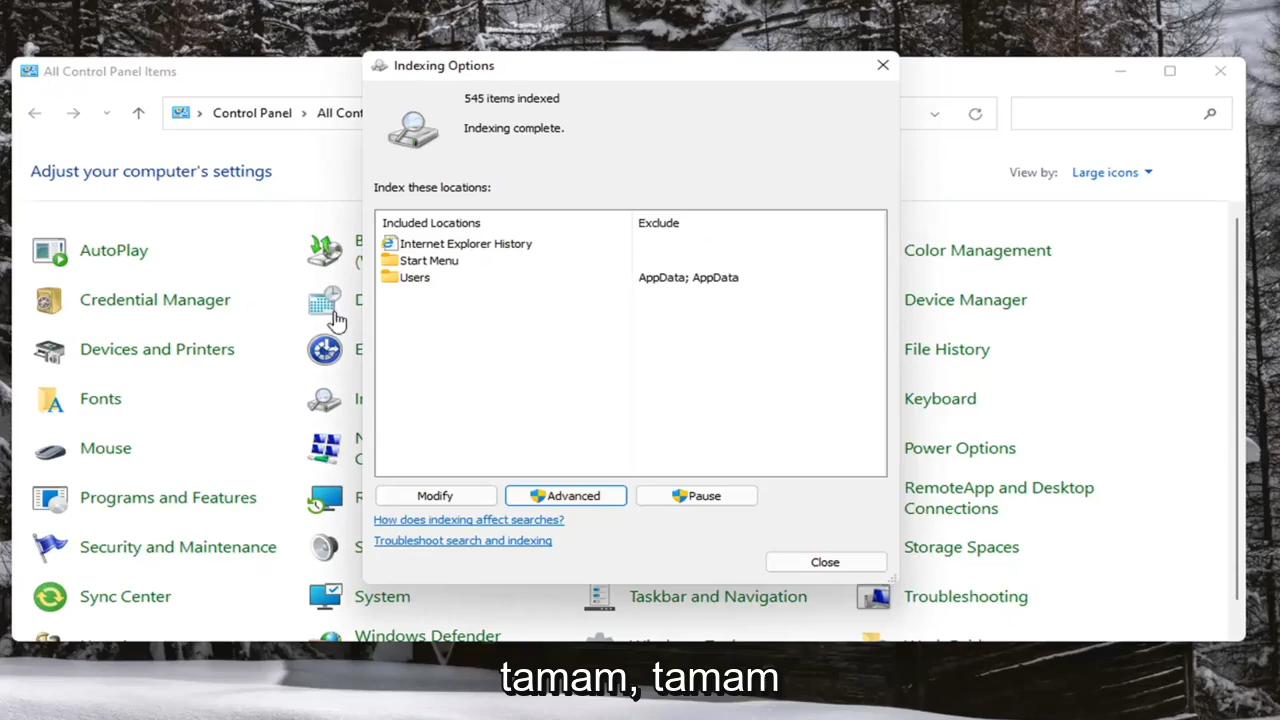 All Control Panel Items
Indexing Options
Control Panel
All Cont
545 items indexed
Indexing complete.
Adjust your computer's settings
View by: Large icons
Index these locations:
Included Locations Exclude
Internet Explorer History
Start Menu
Users AppData; AppData
AutoPlay
Color Management
Credential Manager
Device Manager
Devices and Printers
File History
Fonts
Keyboard
Mouse
Power Options
Modify Advanced Pause
Programs and Features
RemoteApp and Desktop
Connections
How does indexing affect searches?
Troubleshoot search and indexing
Security and Maintenance
Storage Spaces
Close
Sync Center
System
Taskbar and Navigation
Troubleshooting
Windows Defender
tamam, tamam